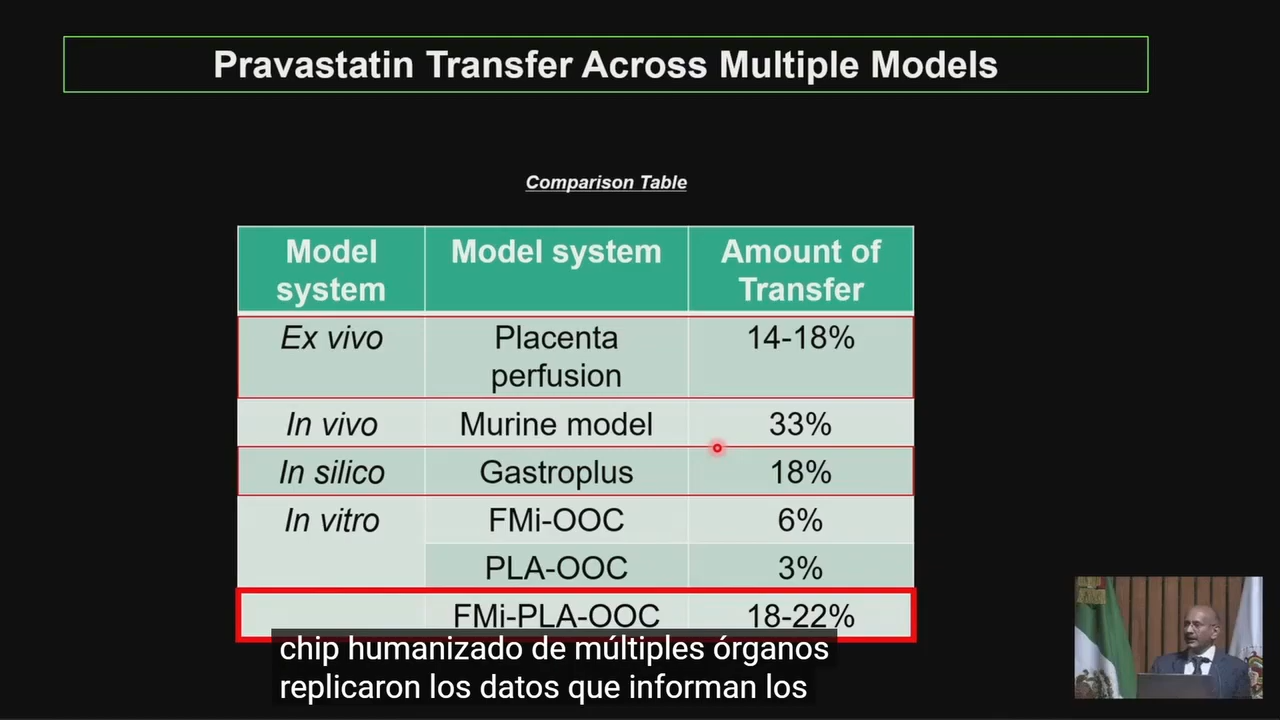 Pravastatin Transfer Across Multiple Models
Comparison Table
Model system
Model system
Amount of Transfer
Ex vivo
Placenta perfusion
14-18%
In vivo
Murine model
33%
In silico
Gastroplus
18%
In vitro
FMi-OOC
6%
PLA-OOC
3%
FMi-PLA-OOC
18-22%
chip humanizado de múltiples órganos
replicaron los datos que informan los